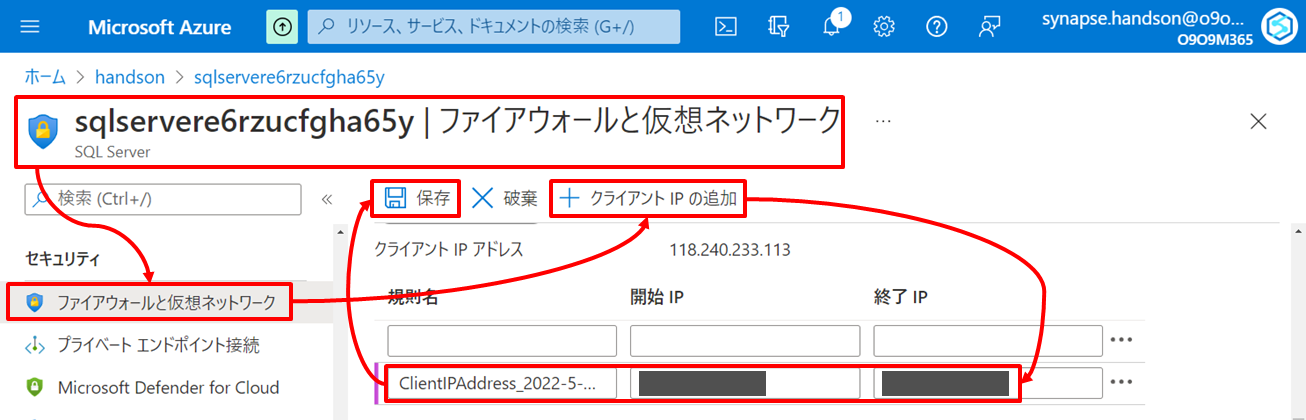 Microsoft Azure
リソース、サービス、ドキュメントの検索 (G+/)
1
synapse.handson@o9o...
O9O9M365
ホーム > handson > sqlservere6rzucfgha65y
sqlservere6rzucfgha65y | ファイアウォールと仮想ネットワーク ...
SQL Server
検索 (Ctrl+/) «
保存 破棄 クライアント IP の追加
クライアント IP アドレス 118.240.233.113
セキュリティ
ファイアウォールと仮想ネットワーク
プライベート エンドポイント接続
Microsoft Defender for Cloud
規則名 開始 IP 終了 IP
ClientIPAddress_2022-5-...